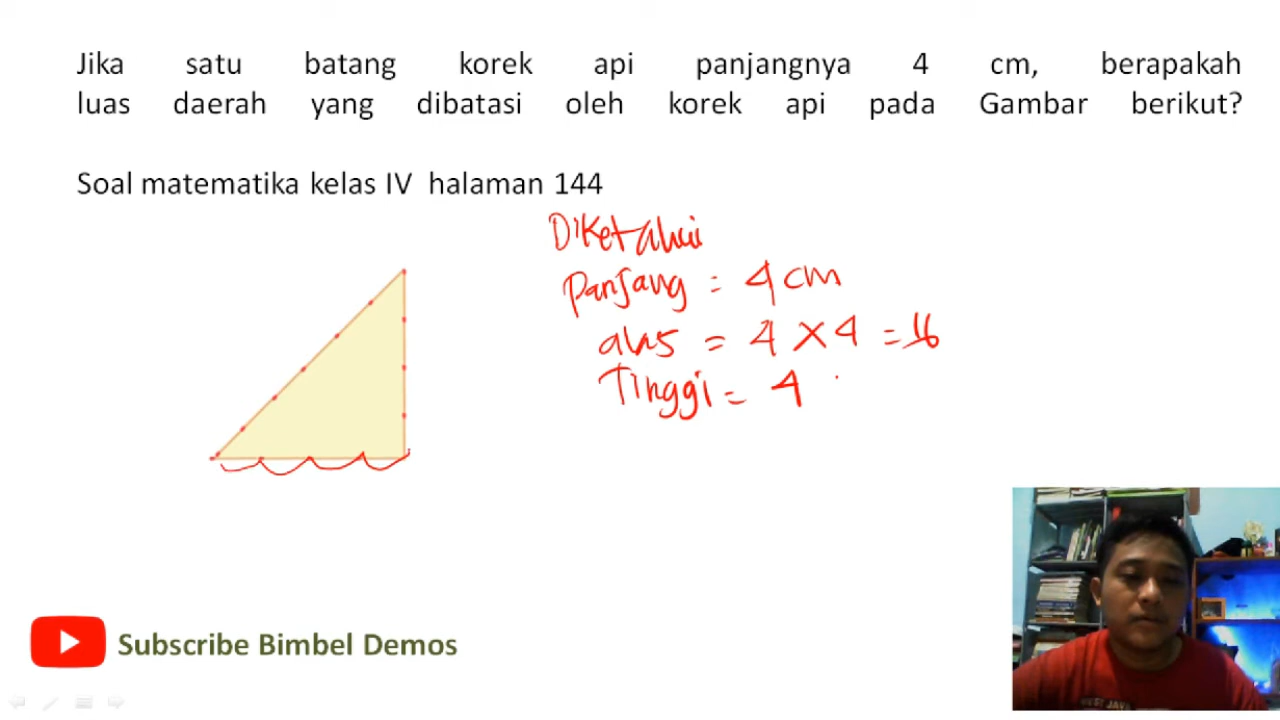 Jika satu batang korek api panjangnya 4 cm, berapakah
luas daerah yang dibatasi oleh korek api pada Gambar berikut?
Soal matematika kelas IV halaman 144
Diketahui
Panjang = 4 cm
alas = 4 x 4 = 16
Tinggi = 4
Subscribe Bimbel Demos